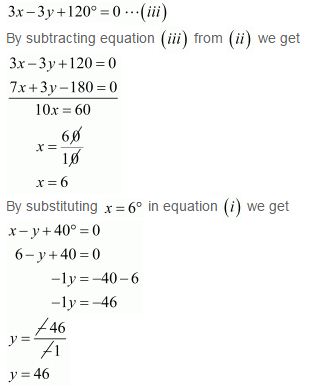 3x−3y+120°=0 ⋯(iii)
By subtracting equation (iii) from (ii) we get
3x−3y+120=0
7x+3y−180=0
10x=60
x=60/10
x=6
By substituting x=6° in equation (i) we get
x−y+40°=0
6−y+40=0
−1y=−40−6
−1y=−46
y=−46/−1
y=46